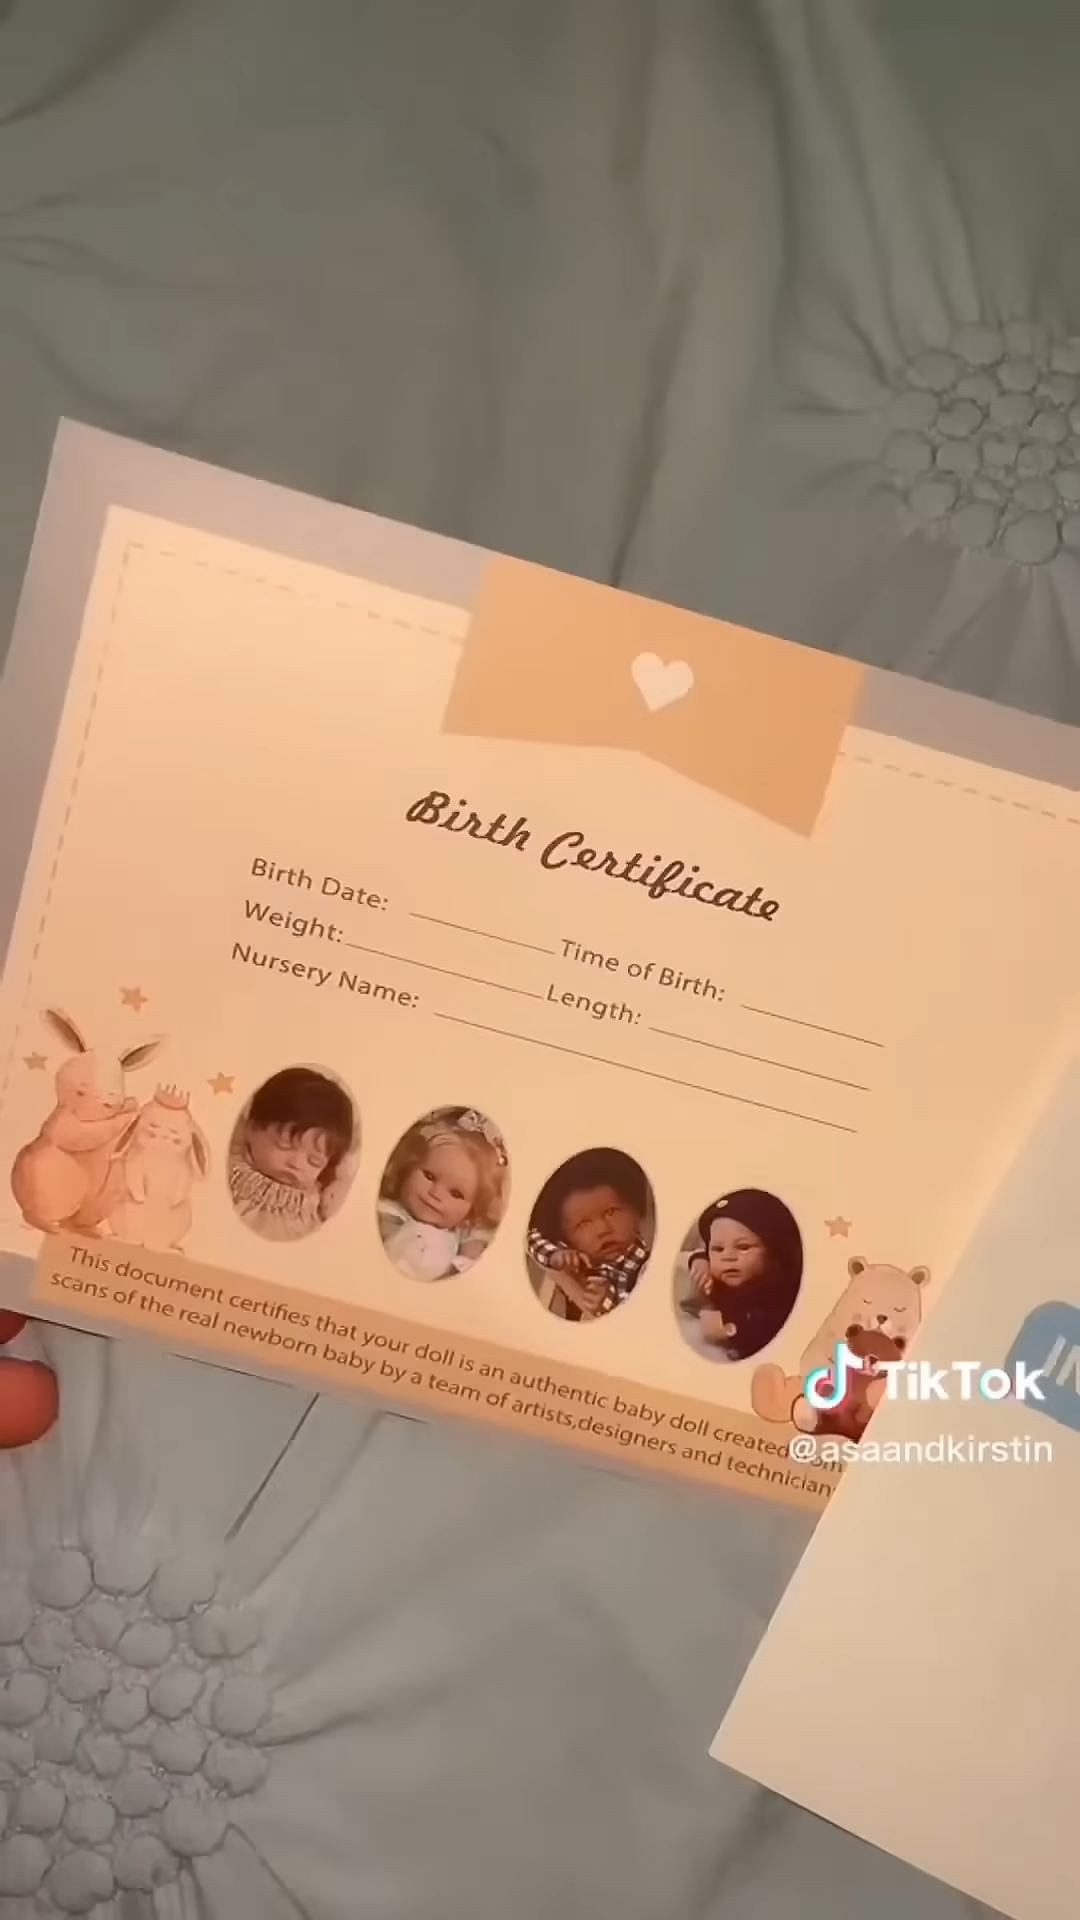 Birth Certificate
Birth Date: Time of Birth:
Weight: Length:
Nursery Name:
This document certifies that your doll is an authentic baby doll created
scans of the real newborn baby by a team of artists,designers and technician
TikTok
@asaandkirstin